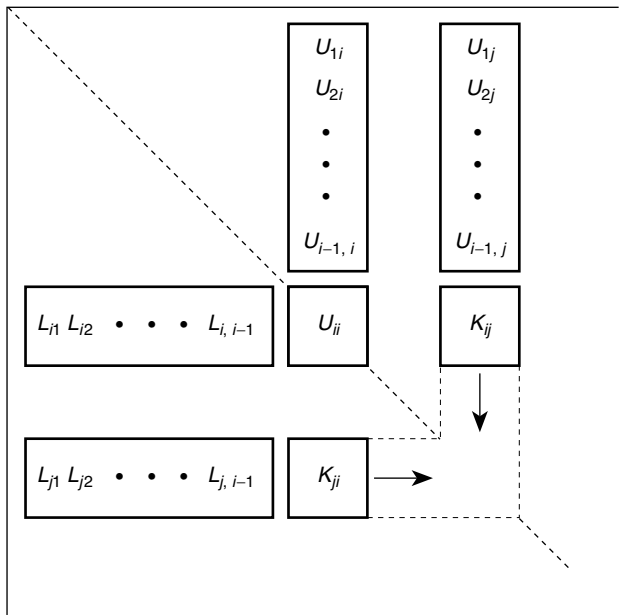 U1i U1j
U2i U2j
• •
• •
• •
Ui−1, i Ui−1, j
Li1 Li2 • • • Li, i−1 Uii Kij
Lj1 Lj2 • • • Lj, i−1 Kji